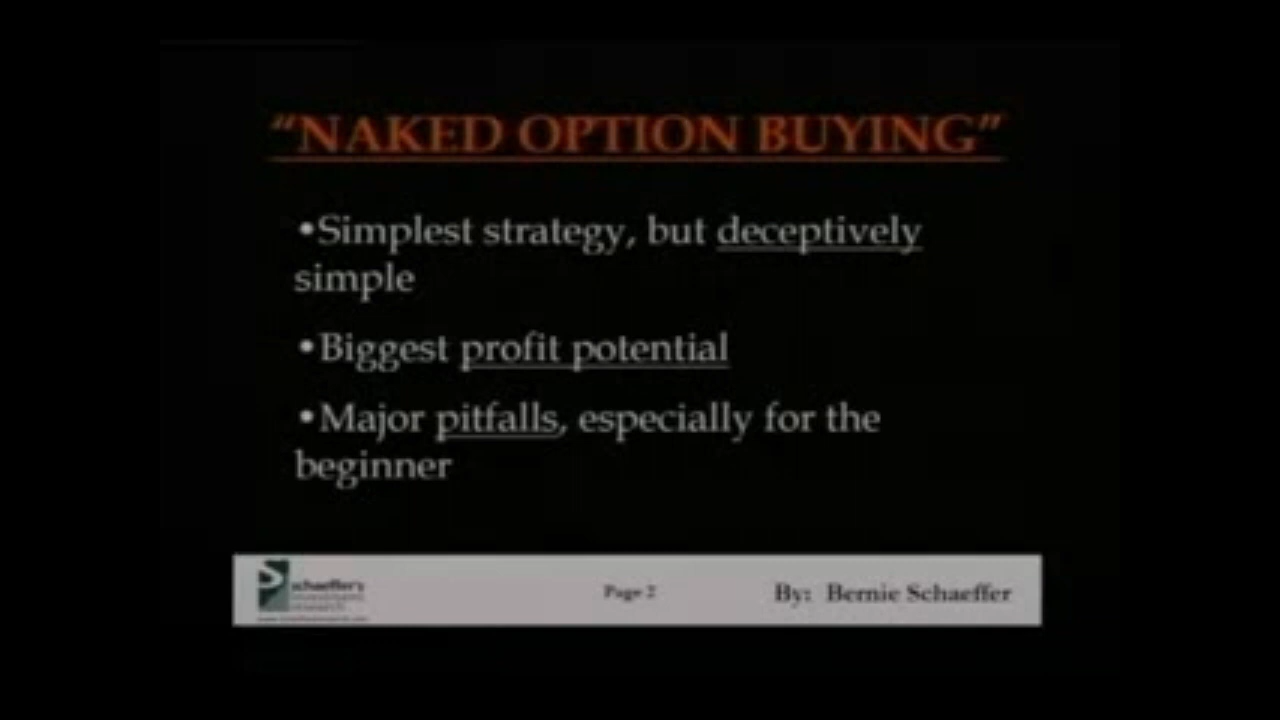 “NAKED OPTION BUYING”
•Simplest strategy, but deceptively
simple
•Biggest profit potential
•Major pitfalls, especially for the
beginner
schaeffer's
Page 2
By: Bernie Schaeffer